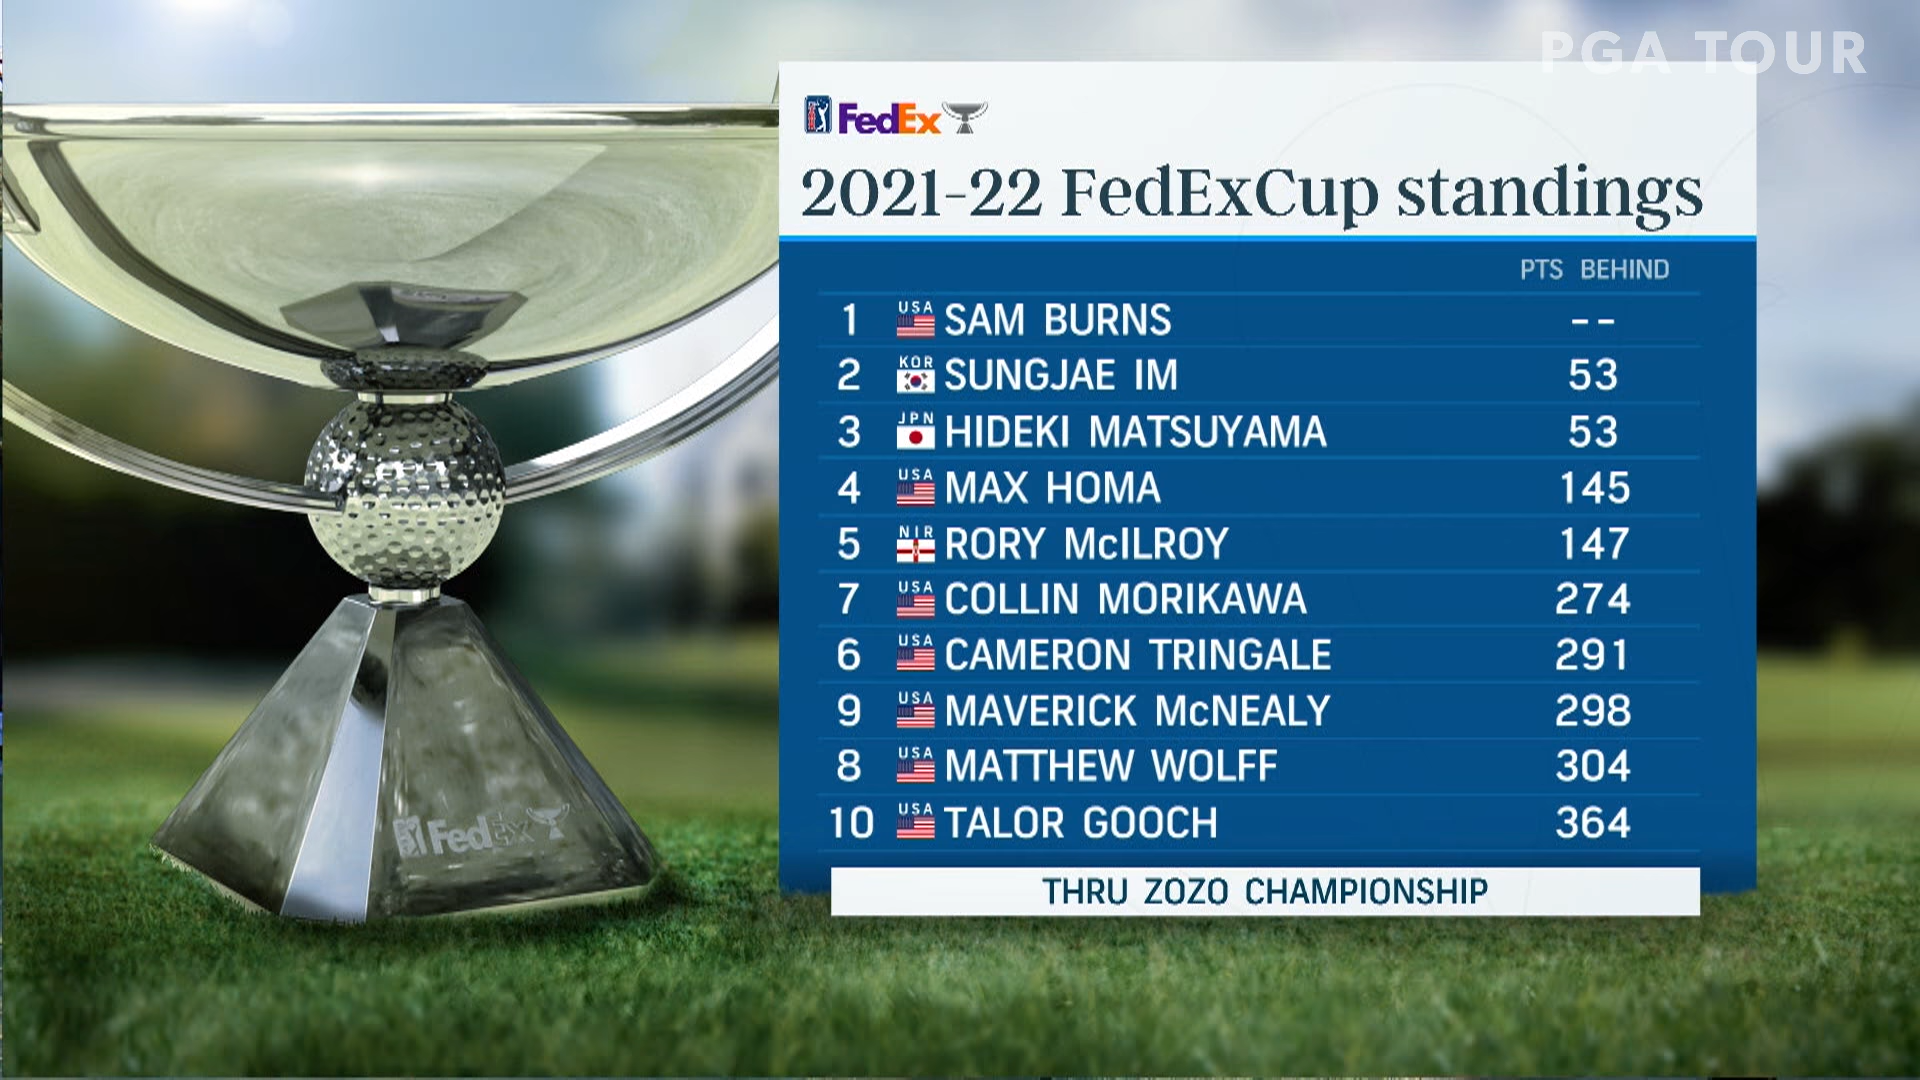 PGA TOUR
FedEx
2021-22 FedExCup standings
PTS BEHIND
1 USA SAM BURNS --
2 KOR SUNGJAE IM 53
3 JPN HIDEKI MATSUYAMA 53
4 USA MAX HOMA 145
5 NIR RORY McILROY 147
7 USA COLLIN MORIKAWA 274
6 USA CAMERON TRINGALE 291
9 USA MAVERICK McNEALY 298
8 USA MATTHEW WOLFF 304
10 USA TALOR GOOCH 364
THRU ZOZO CHAMPIONSHIP
FedEx